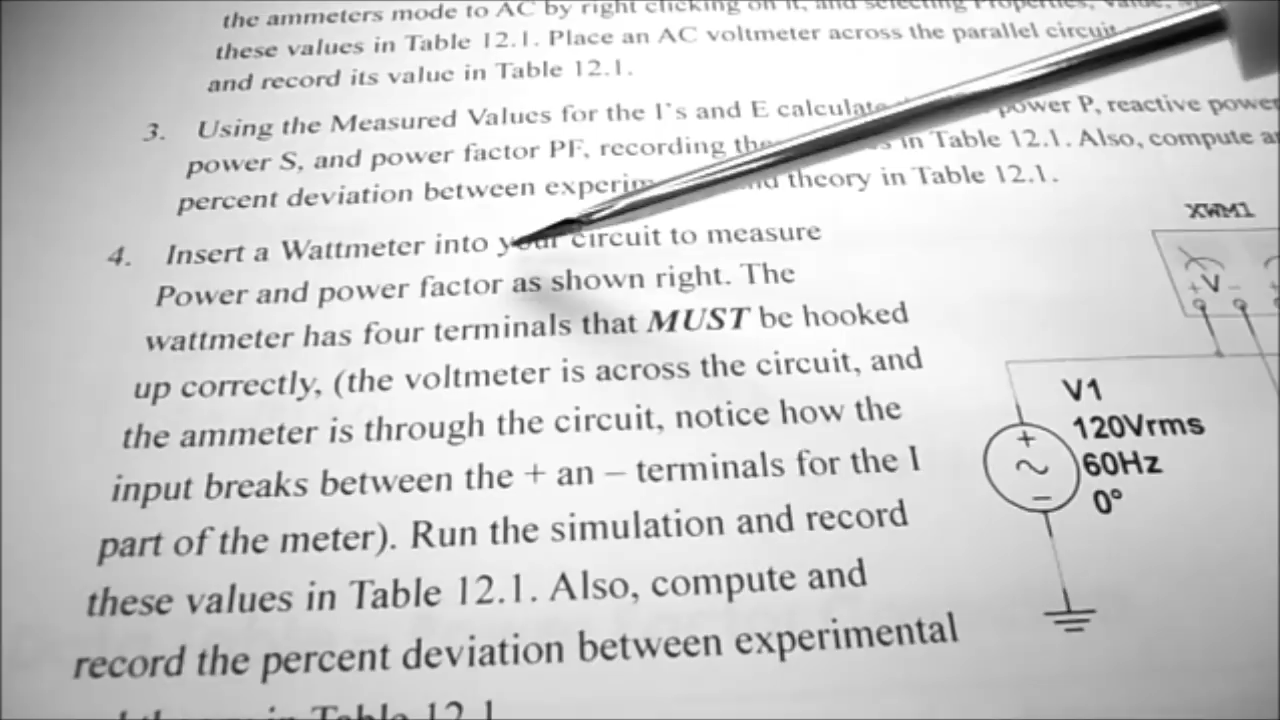 the ammeters mode to AC by right clicking on it, and selecting Properties, Value,
these values in Table 12.1. Place an AC voltmeter across the parallel circuit
and record its value in Table 12.1.
3. Using the Measured Values for the I's and E calculate power P, reactive power
power S, and power factor PF, recording in Table 12.1. Also, compute
percent deviation between theory in Table 12.1.
4. Insert a Wattmeter into your circuit to measure
Power and power factor as shown right. The
wattmeter has four terminals that MUST be hooked
up correctly, (the voltmeter is across the circuit, and
the ammeter is through the circuit, notice how the
input breaks between the + an – terminals for the I
part of the meter). Run the simulation and record
these values in Table 12.1. Also, compute and
record the percent deviation between experimental
in Table 12.1
XWM1
+ V –
V1
120Vrms
60Hz
0°
+
~
–